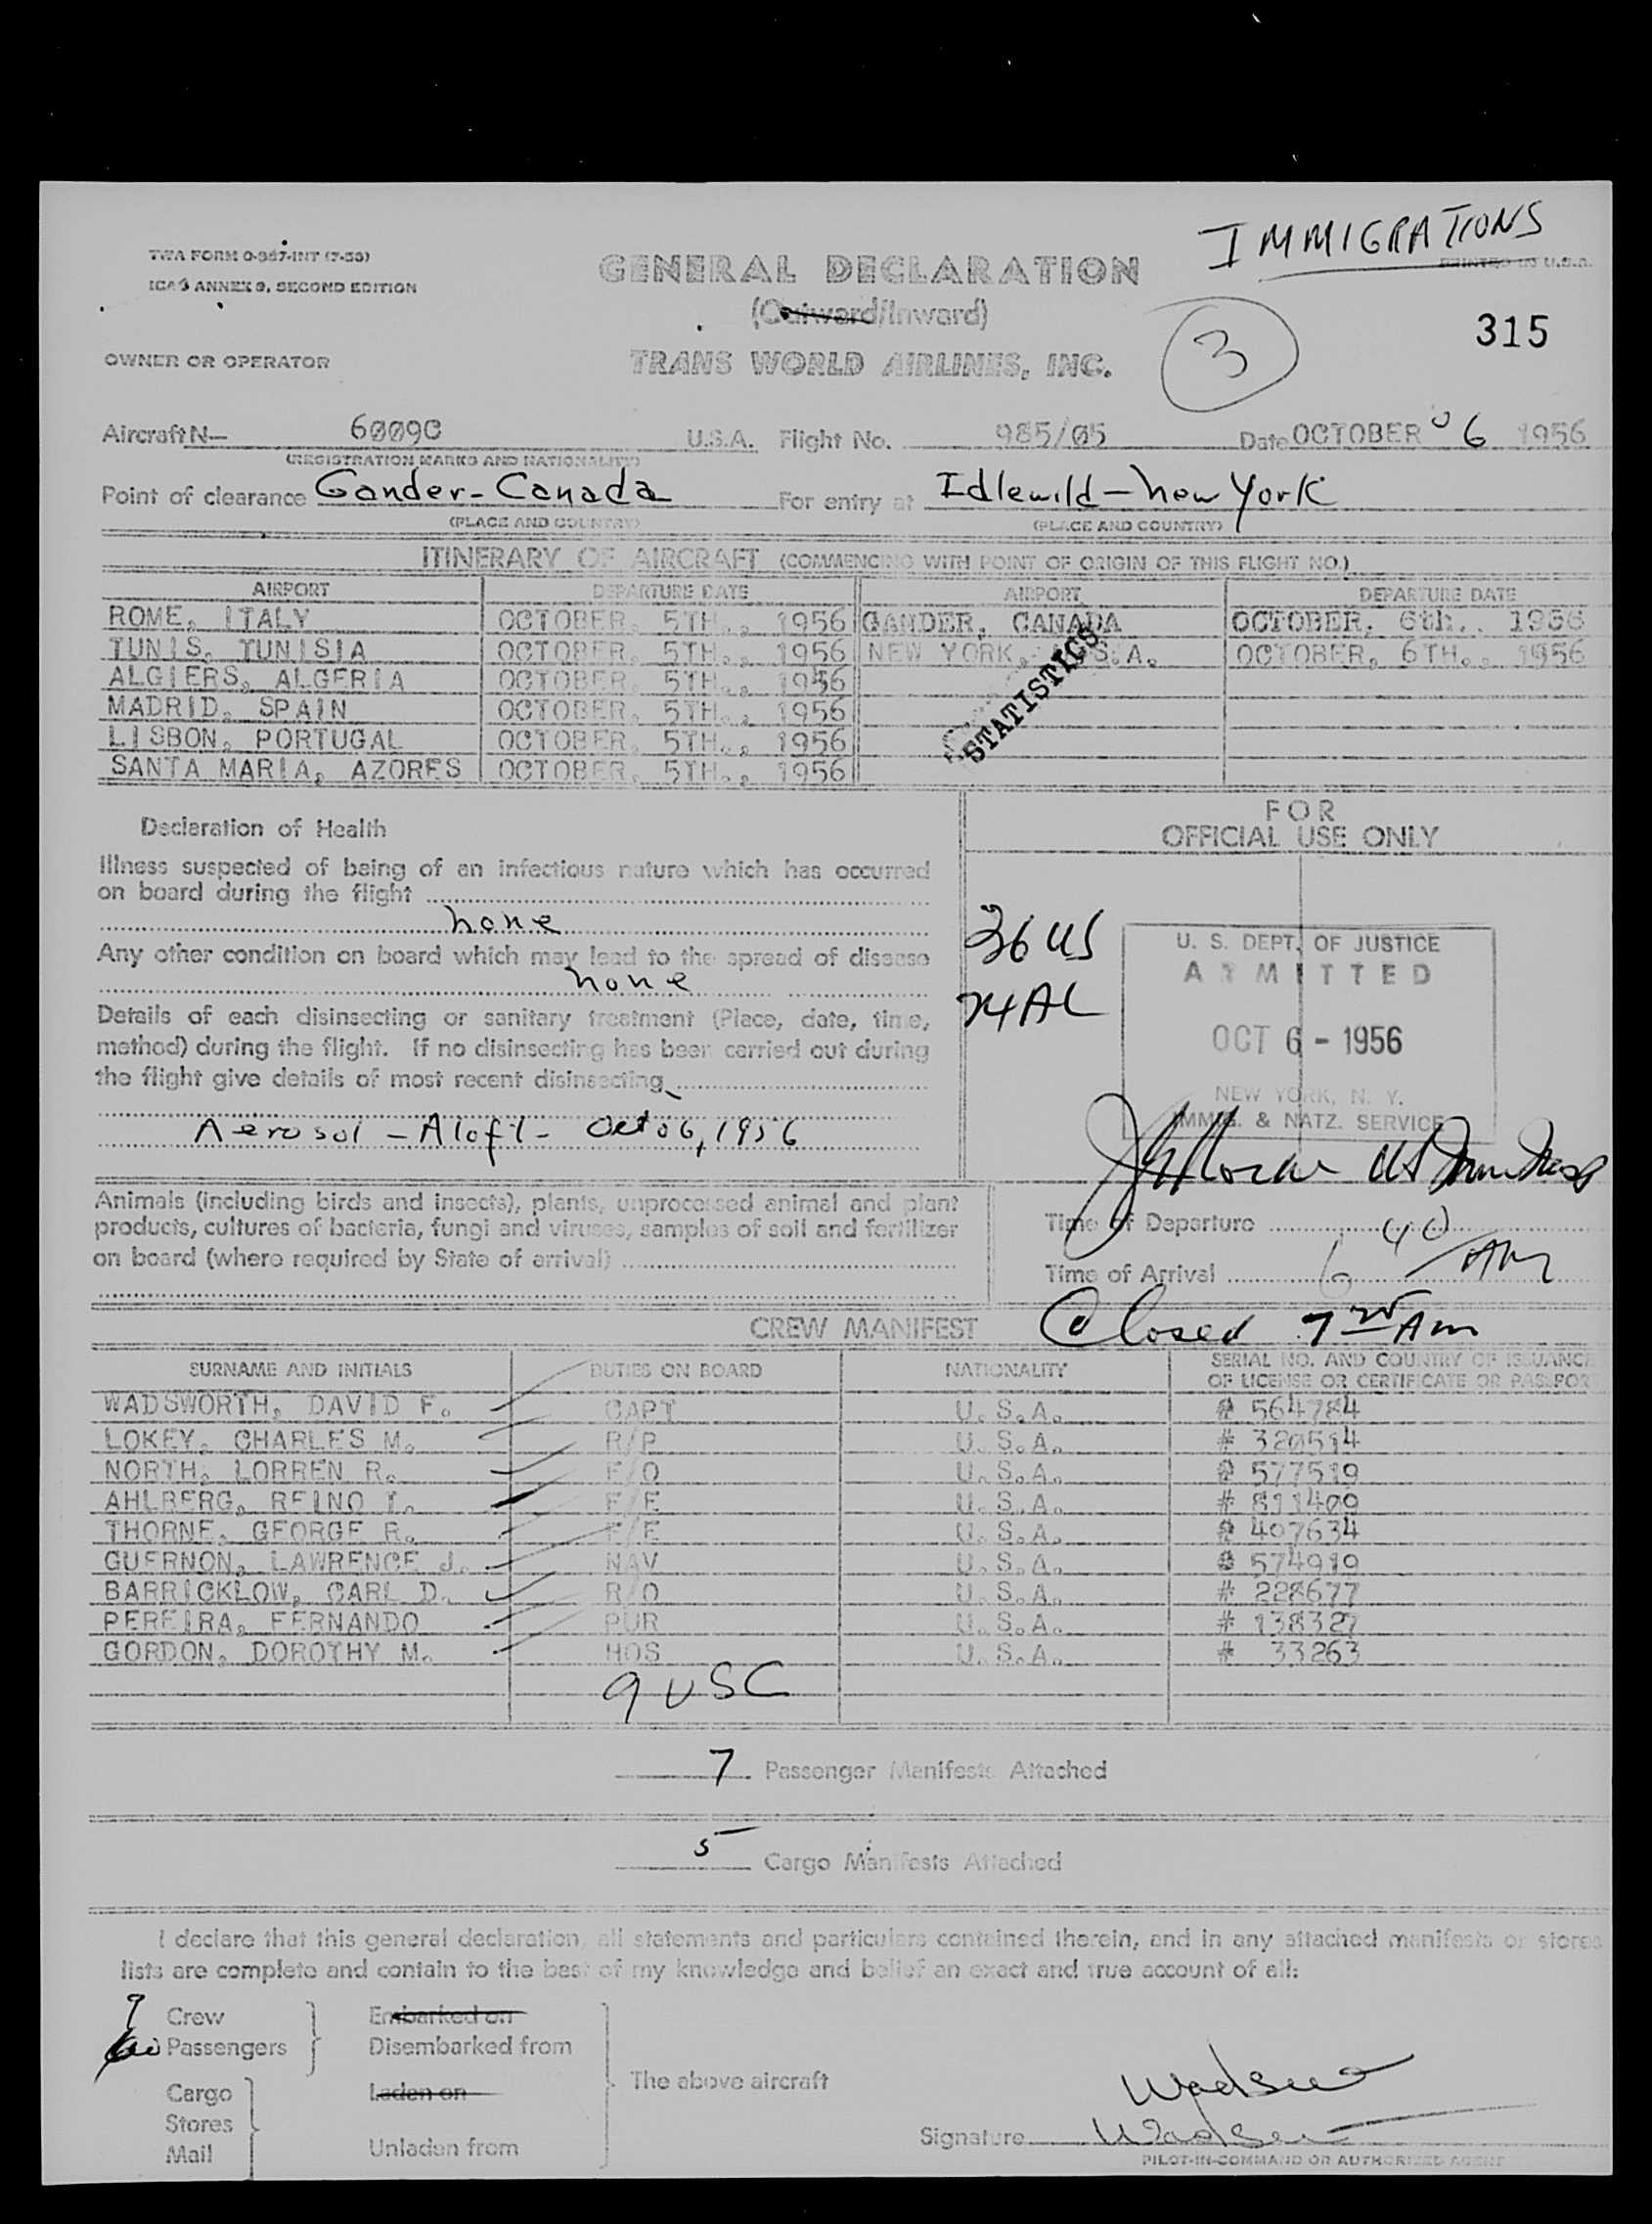 IMMIGRATIONS
TWA FORM 0-957-INT (7-53)
PRINTED IN U.S.A.
ICAO ANNEX 9, SECOND EDITION
GENERAL DECLARATION
(Outward/Inward)
3
315
OWNER OR OPERATOR
TRANS WORLD AIRLINES, INC.
Aircraft N— 6009C U.S.A. Flight No. 985/05 Date OCTOBER 06 1956
(REGISTRATION MARKS AND NATIONALITY)
Point of clearance Gander-Canada For entry at Idlewild-New York
(PLACE AND COUNTRY) (PLACE AND COUNTRY)
ITINERARY OF AIRCRAFT (COMMENCING WITH POINT OF ORIGIN OF THIS FLIGHT NO.)
AIRPORT DEPARTURE DATE AIRPORT DEPARTURE DATE
ROME, ITALY OCTOBER, 5TH., 1956 GANDER, CANADA OCTOBER, 6th., 1956
TUNIS, TUNISIA OCTOBER, 5TH., 1956 NEW YORK, U.S.A. OCTOBER, 6TH., 1956
ALGIERS, ALGERIA OCTOBER, 5TH., 1956
MADRID, SPAIN OCTOBER, 5TH., 1956
LISBON, PORTUGAL OCTOBER, 5TH., 1956
SANTA MARIA, AZORES OCTOBER, 5TH., 1956
STATISTICS
Declaration of Health
Illness suspected of being of an infectious nature which has occurred
on board during the flight
none
Any other condition on board which may lead to the spread of disease
none
Details of each disinsecting or sanitary treatment (Place, date, time,
method) during the flight. If no disinsecting has been carried out during
the flight give details of most recent disinsecting
Aerosol - Aloft - Oct 06, 1956
FOR
OFFICIAL USE ONLY
36 US
24 AL
U. S. DEPT. OF JUSTICE
ADMITTED
OCT 6 - 1956
NEW YORK, N. Y.
IMMIG. & NATZ. SERVICE
Animals (including birds and insects), plants, unprocessed animal and plant
products, cultures of bacteria, fungi and viruses, samples of soil and fertilizer
on board (where required by State of arrival)
Time of Departure
Time of Arrival 6 40 AM
Closed 7 AM
CREW MANIFEST
SURNAME AND INITIALS DUTIES ON BOARD NATIONALITY SERIAL NO. AND COUNTRY OF ISSUANCE
OF LICENSE OR CERTIFICATE OR PASSPORT
WADSWORTH, DAVID F. CAPT U.S.A. # 564784
LOKEY, CHARLES M. R/P U.S.A. # 320514
NORTH, LORREN R. F/O U.S.A. # 577519
AHLBERG, REINO I. F/E U.S.A. # 811409
THORNE, GEORGE R. F/E U.S.A. # 407634
GUERNON, LAWRENCE J. NAV U.S.A. # 574919
BARRICKLOW, CARL D. R/O U.S.A. # 228677
PEREIRA, FERNANDO PUR U.S.A. # 138327
GORDON, DOROTHY M. HOS U.S.A. # 33263
9 USC
7 Passenger Manifests Attached
5 Cargo Manifests Attached
I declare that this general declaration, all statements and particulars contained therein, and in any attached manifests or stores
lists are complete and contain to the best of my knowledge and belief an exact and true account of all:
9 Crew Embarked on
60 Passengers Disembarked from
The above aircraft
Cargo Laden on
Stores
Mail Unladen from
Signature
PILOT-IN-COMMAND OR AUTHORIZED AGENT